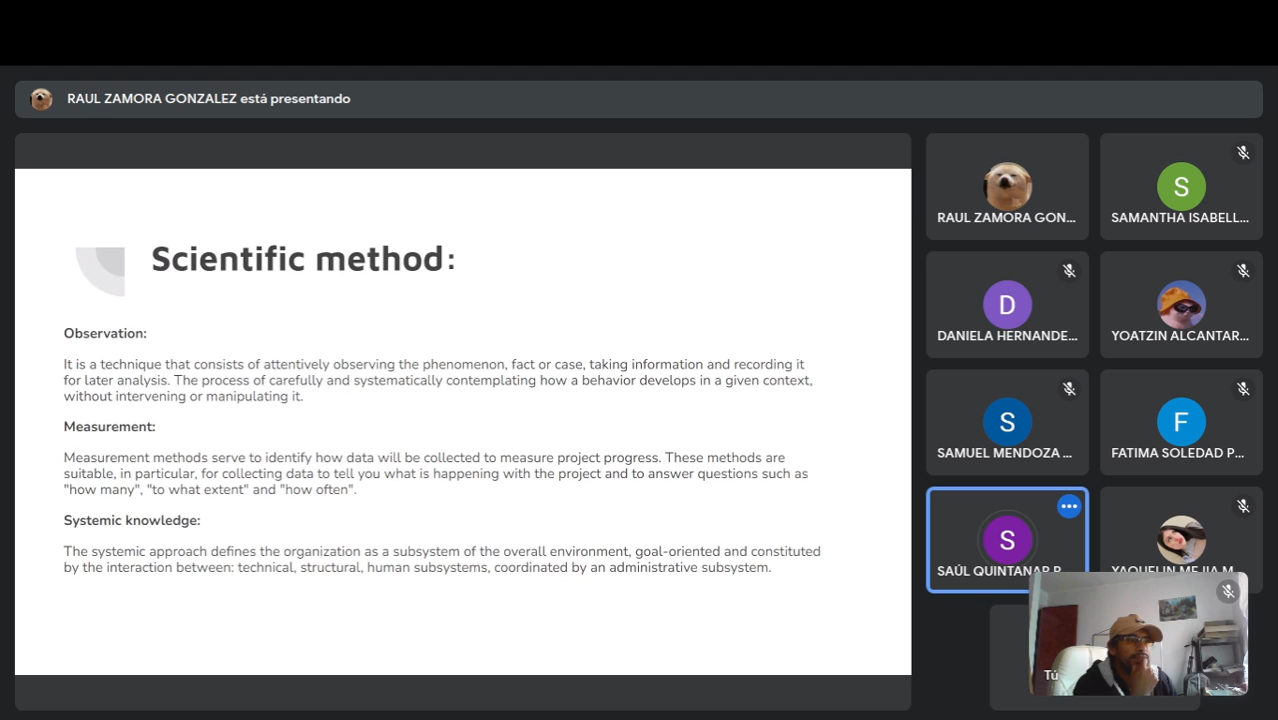 RAUL ZAMORA GONZALEZ está presentando
Scientific method:
Observation:
It is a technique that consists of attentively observing the phenomenon, fact or case, taking information and recording it
for later analysis. The process of carefully and systematically contemplating how a behavior develops in a given context,
without intervening or manipulating it.
Measurement:
Measurement methods serve to identify how data will be collected to measure project progress. These methods are
suitable, in particular, for collecting data to tell you what is happening with the project and to answer questions such as
"how many", "to what extent" and "how often".
Systemic knowledge:
The systemic approach defines the organization as a subsystem of the overall environment, goal-oriented and constituted
by the interaction between: technical, structural, human subsystems, coordinated by an administrative subsystem.
RAUL ZAMORA GON...
S
SAMANTHA ISABELL...
D
DANIELA HERNANDE...
YOATZIN ALCANTAR...
S
SAMUEL MENDOZA ...
F
FATIMA SOLEDAD P...
S
SAÚL QUINTANAR
YAQUELIN MEJIA M
Tú